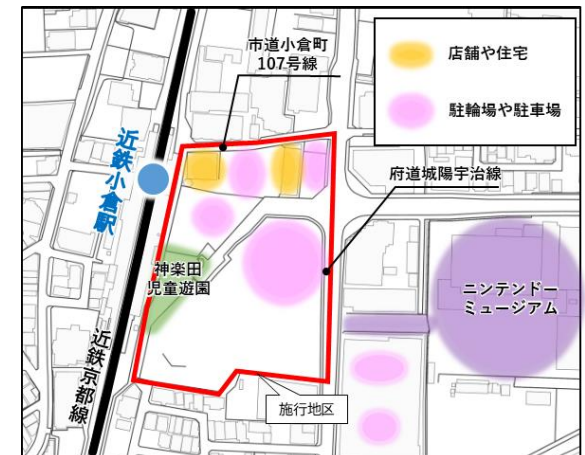 市道小倉町
107号線
店舗や住宅
駐輪場や駐車場
近鉄小倉駅
府道城陽宇治線
神楽田
児童遊園
ニンテンドー
ミュージアム
近鉄京都線
施行地区